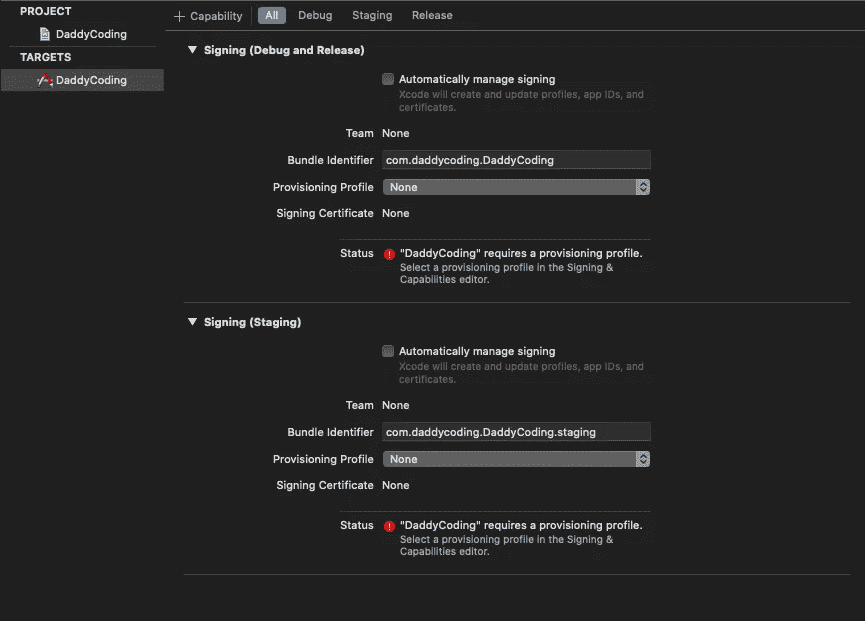 PROJECT
DaddyCoding
TARGETS
DaddyCoding
+ Capability All Debug Staging Release
Signing (Debug and Release)
Automatically manage signing
Xcode will create and update profiles, app IDs, and
certificates.
Team None
Bundle Identifier com.daddycoding.DaddyCoding
Provisioning Profile None
Signing Certificate None
Status "DaddyCoding" requires a provisioning profile.
Select a provisioning profile in the Signing &
Capabilities editor.
Signing (Staging)
Automatically manage signing
Xcode will create and update profiles, app IDs, and
certificates.
Team None
Bundle Identifier com.daddycoding.DaddyCoding.staging
Provisioning Profile None
Signing Certificate None
Status "DaddyCoding" requires a provisioning profile.
Select a provisioning profile in the Signing &
Capabilities editor.